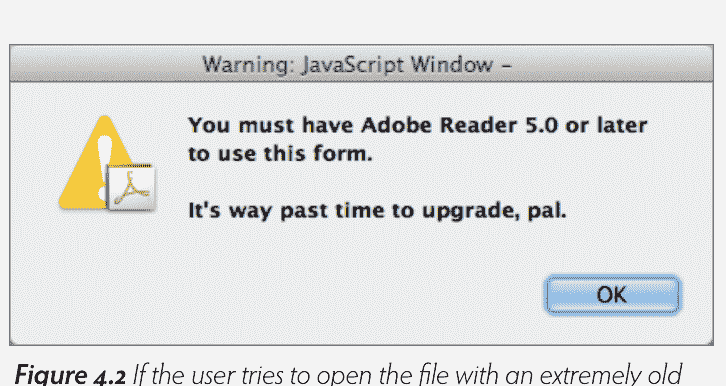 Warning: JavaScript Window –
You must have Adobe Reader 5.0 or later
to use this form.
It's way past time to upgrade, pal.
OK
Figure 4.2 If the user tries to open the file with an extremely old